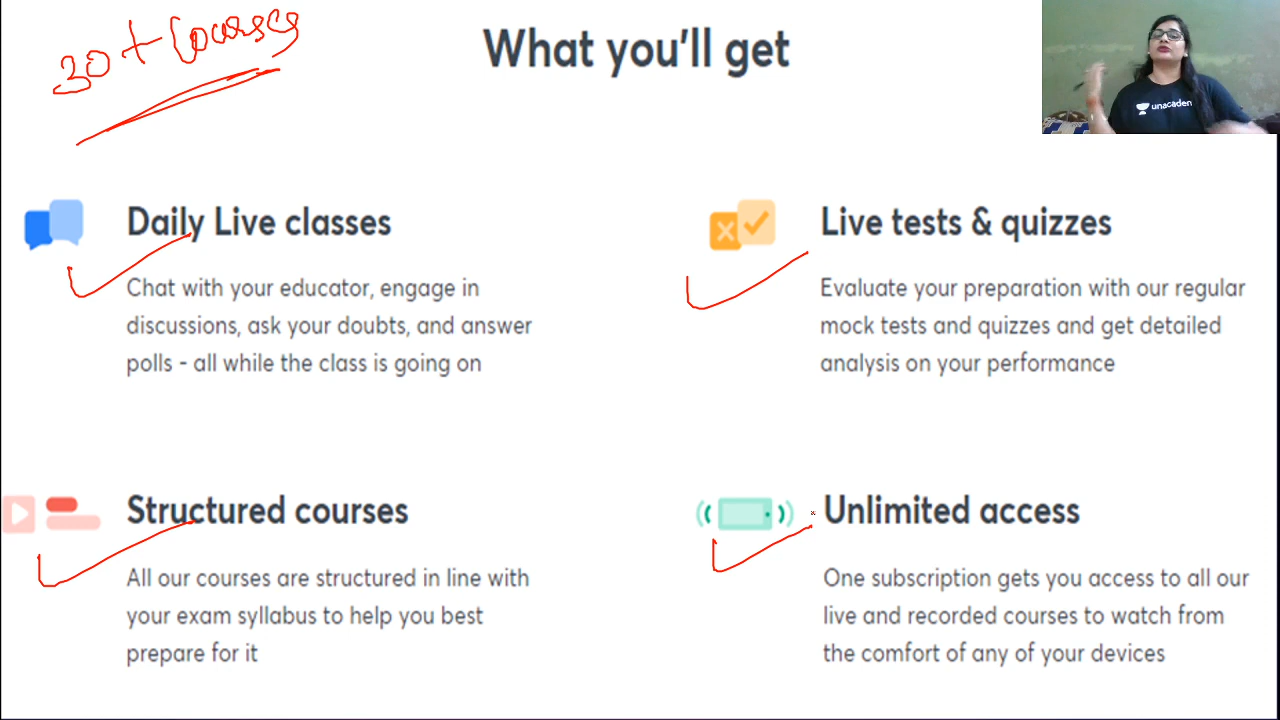 30+ Courses
What you'll get
unacadem
Daily Live classes
Chat with your educator, engage in
discussions, ask your doubts, and answer
polls - all while the class is going on
Live tests & quizzes
Evaluate your preparation with our regular
mock tests and quizzes and get detailed
analysis on your performance
Structured courses
All our courses are structured in line with
your exam syllabus to help you best
prepare for it
Unlimited access
One subscription gets you access to all our
live and recorded courses to watch from
the comfort of any of your devices